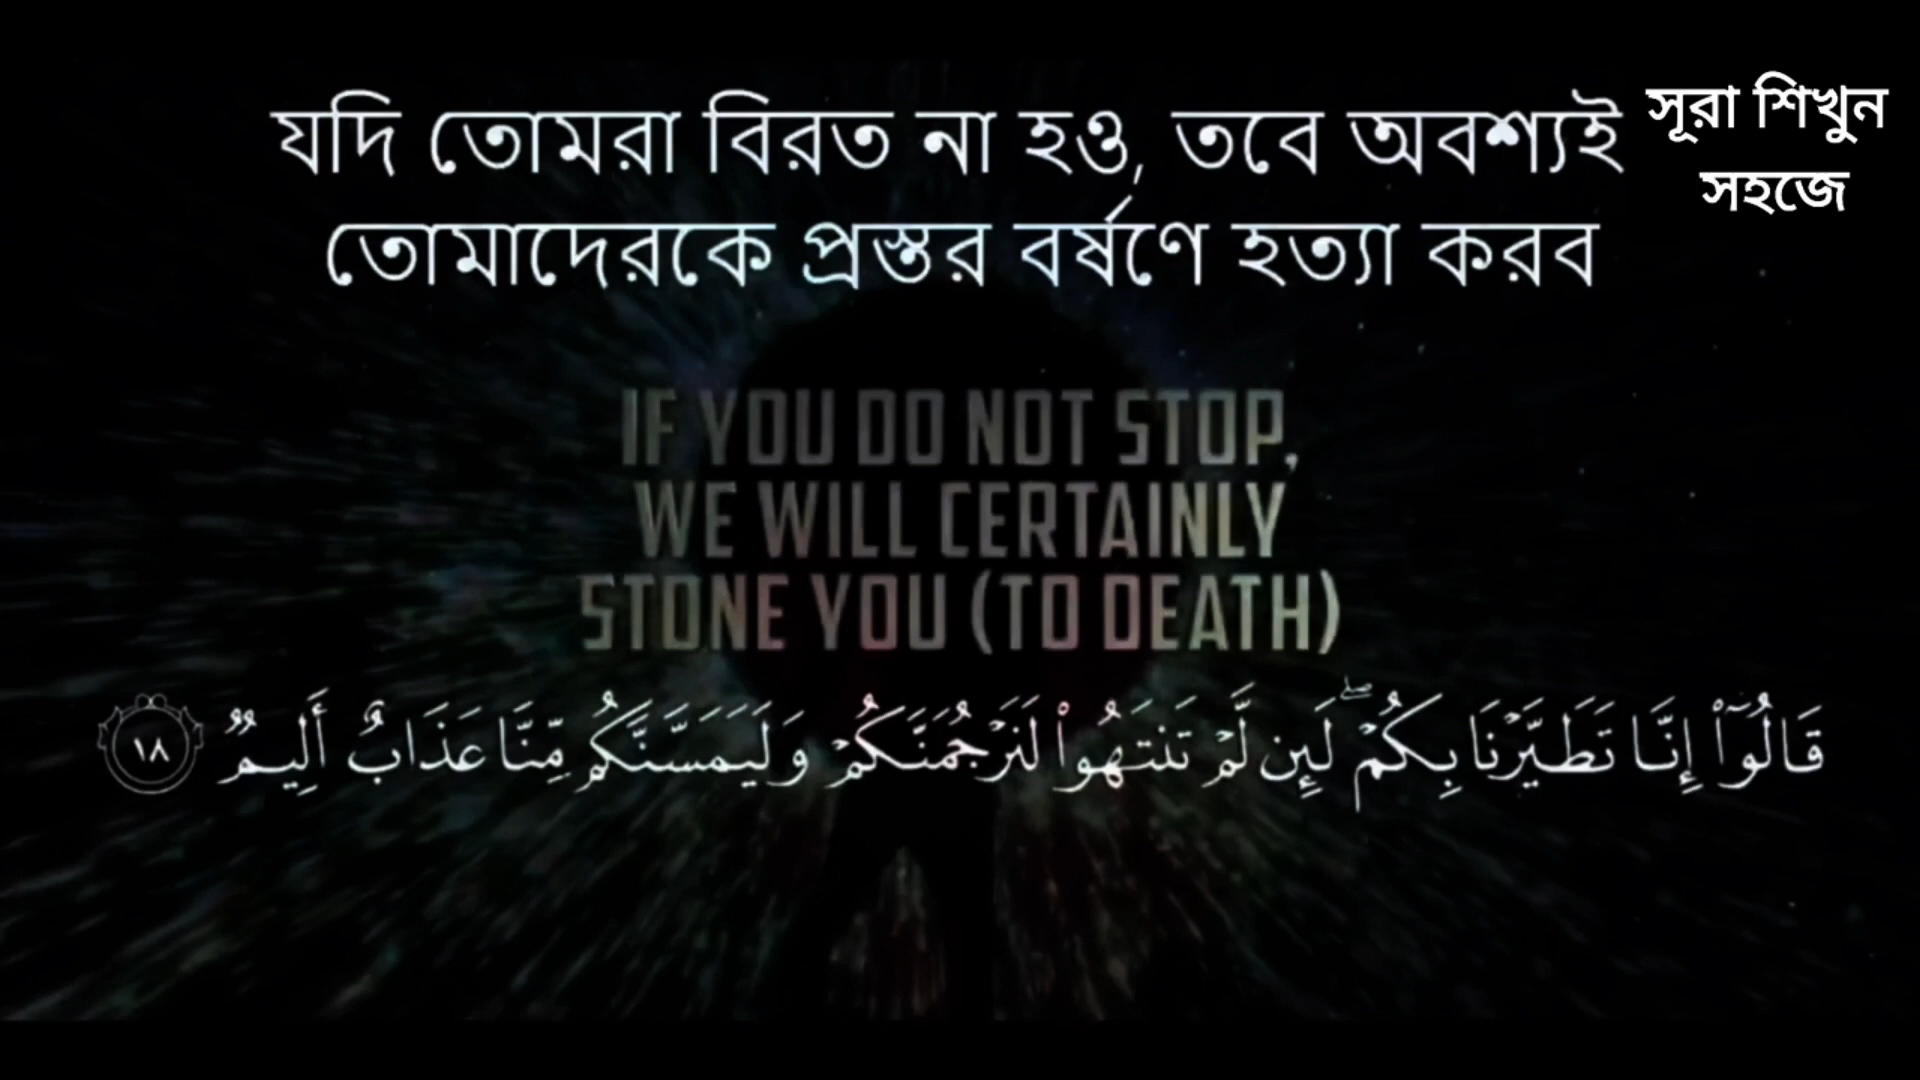 যদি তোমরা বিরত না হও, তবে অবশ্যই
তোমাদেরকে প্রস্তর বর্ষণে হত্যা করব
সূরা শিখুন
সহজে
IF YOU DO NOT STOP,
WE WILL CERTAINLY
STONE YOU (TO DEATH)
قَالُوٓا۟ إِنَّا تَطَيَّرْنَا بِكُمْ ۖ لَئِن لَّمْ تَنتَهُوا۟ لَنَرْجُمَنَّكُمْ وَلَيَمَسَّنَّكُم مِّنَّا عَذَابٌ أَلِيمٌ ١٨